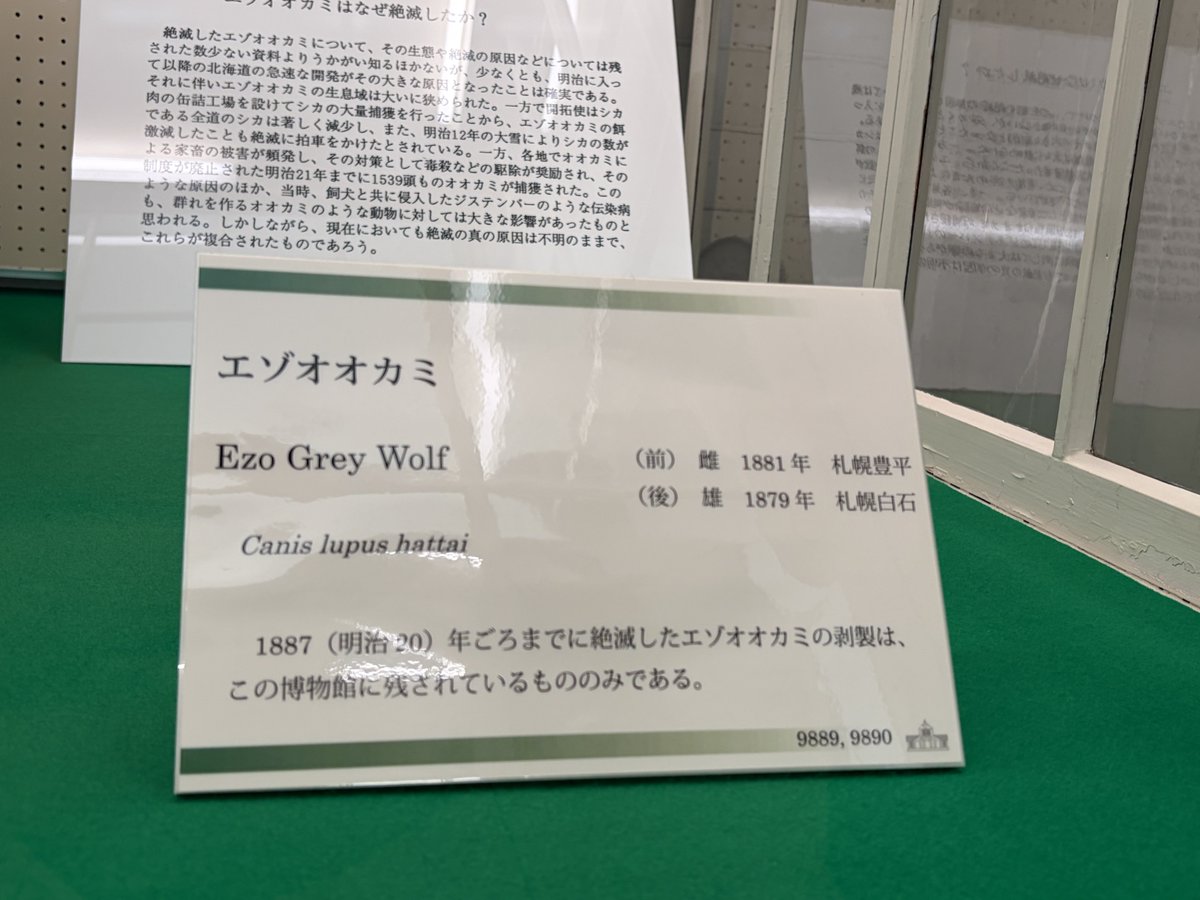 エゾオオカミはなぜ絶滅したか？
絶滅したエゾオオカミについて、その生態や絶滅の原因などについては残
された数少ない資料よりうかがい知るほかないが、少なくとも、明治に入っ
て以降の北海道の急速な開発がその大きな原因となったことは確実である。
それに伴いエゾオオカミの生息域は大いに狭められた。一方で開拓使はシカ
肉の缶詰工場を設けてシカの大量捕獲を行ったことから、エゾオオカミの餌
である全道のシカは著しく減少し、また、明治12年の大雪によりシカの数が
激減したことも絶滅に拍車をかけたとされている。一方、各地でオオカミに
よる家畜の被害が頻発し、その対策として毒殺などの駆除が奨励され、その
制度が廃止された明治21年までに1539頭ものオオカミが捕獲された。この
ような原因のほか、当時、飼犬と共に侵入したジステンパーのような伝染病
も、群れを作るオオカミのような動物に対しては大きな影響があったものと
思われる。しかしながら、現在においても絶滅の真の原因は不明のままで、
これらが複合されたものであろう。
エゾオオカミ
Ezo Grey Wolf
（前） 雌 1881年 札幌豊平
（後） 雄 1879年 札幌白石
Canis lupus hattai
1887（明治20）年ごろまでに絶滅したエゾオオカミの剥製は、
この博物館に残されているもののみである。
9889, 9890